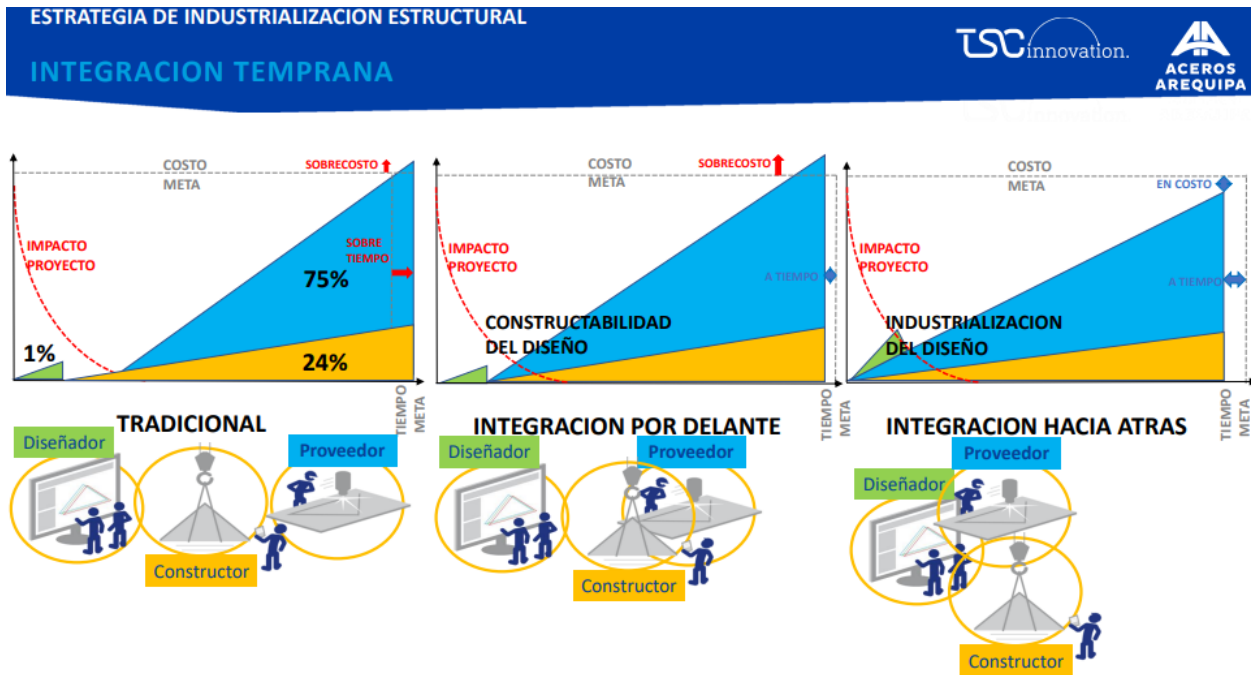 ESTRATEGIA DE INDUSTRIALIZACION ESTRUCTURAL
INTEGRACION TEMPRANA
TSC innovation.
ACEROS
AREQUIPA
COSTO
META
SOBRECOSTO
IMPACTO
PROYECTO
SOBRE
TIEMPO
75%
1%
24%
TIEMPO
META
TRADICIONAL
Diseñador
Proveedor
Constructor
COSTO
META
SOBRECOSTO
IMPACTO
PROYECTO
A TIEMPO
CONSTRUCTABILIDAD
DEL DISEÑO
TIEMPO
META
INTEGRACION POR DELANTE
Diseñador
Proveedor
Constructor
COSTO
META
EN COSTO
IMPACTO
PROYECTO
A TIEMPO
INDUSTRIALIZACION
DEL DISEÑO
TIEMPO
META
INTEGRACION HACIA ATRAS
Proveedor
Diseñador
Constructor